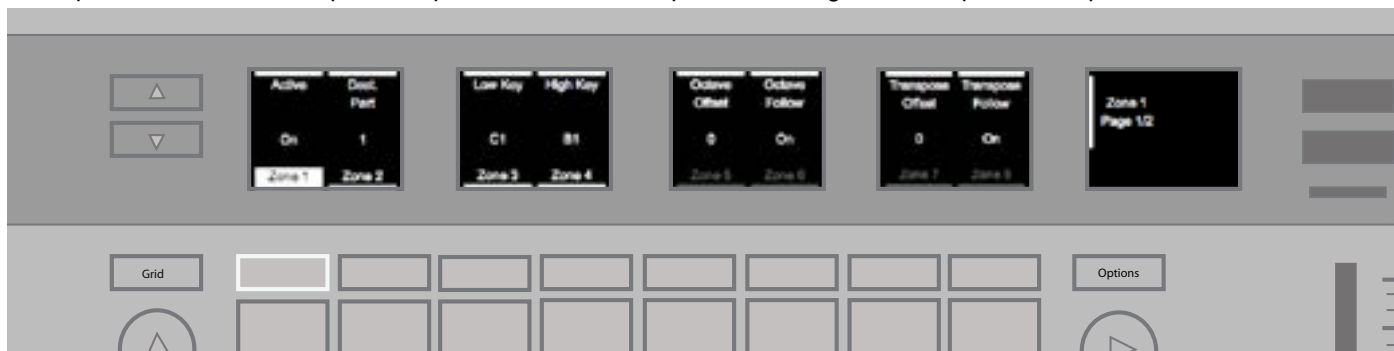 Active Dest. Part
On 1
Zone 1 Zone 2
Low Key High Key
C1 B1
Zone 3 Zone 4
Octave Offset Octave Follow
0 On
Zone 5 Zone 6
Transpose Offset Transpose Follow
0 On
Zone 7 Zone 8
Zone 1
Page 1/2
Grid
Options